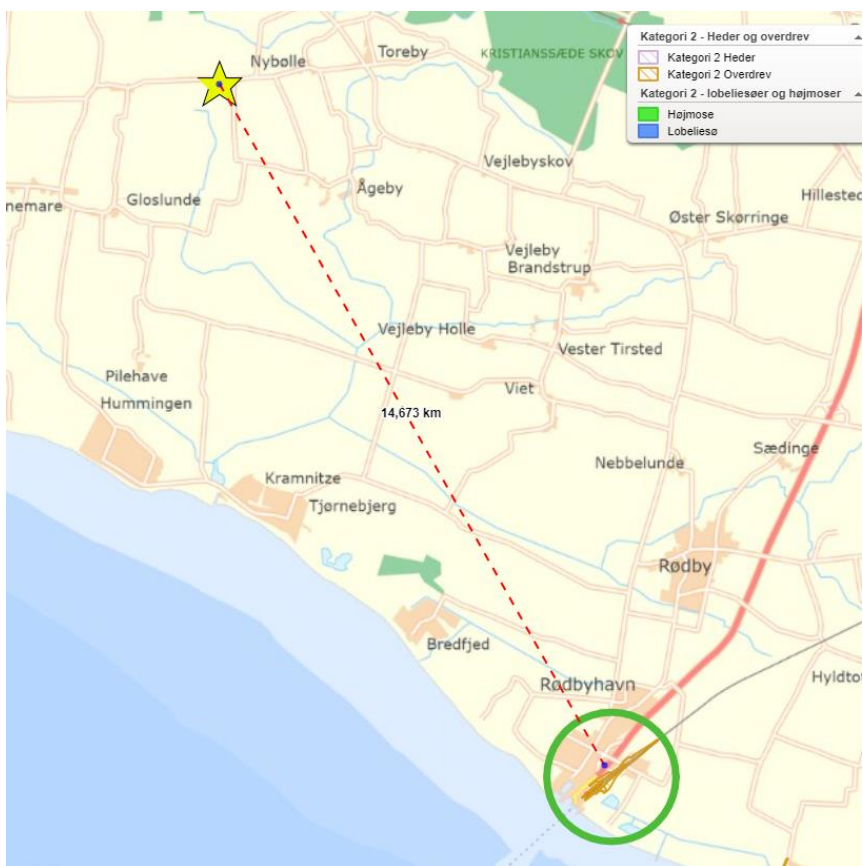 Kategori 2 - Heder og overdrev
Kategori 2 Heder
Kategori 2 Overdrev
Kategori 2 - lobeliesøer og højmoser
Højmose
Lobeliesø
Nybølle
Toreby
KRISTIANSSÆDE SKOV
Vejlebyskov
Ågeby
Gloslunde
nemare
Hillested
Øster Skørringe
Vejleby
Brandstrup
Vejleby Holle
Vester Tirsted
Pilehave
Hummingen
Viet
14,673 km
Sædinge
Nebbelunde
Kramnitze
Tjørnebjerg
Rødby
Bredfjed
Rødbyhavn
Hyldtof